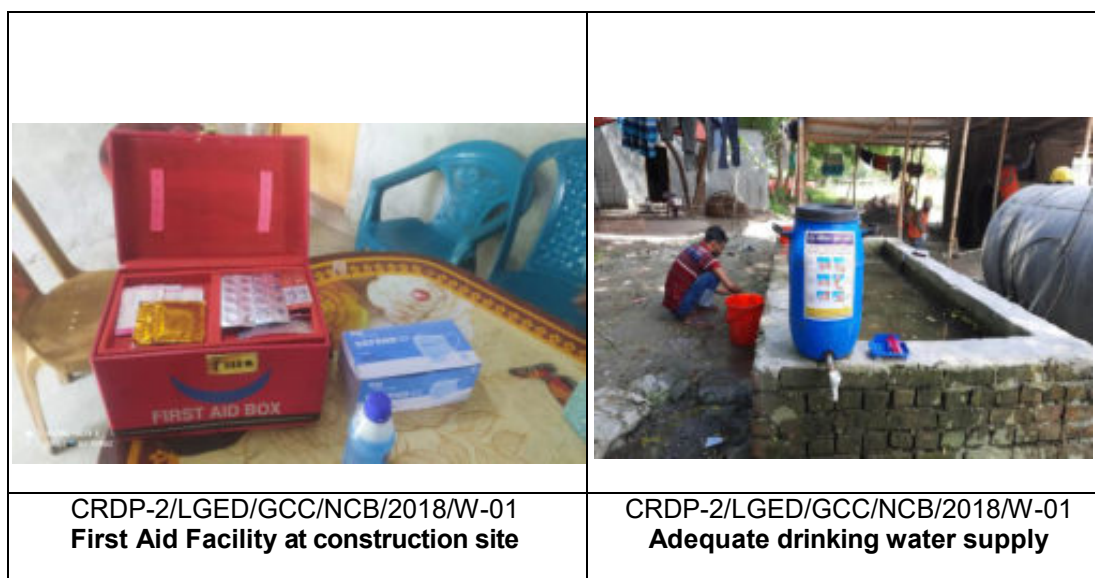 FIRST AID BOX
CRDP-2/LGED/GCC/NCB/2018/W-01
First Aid Facility at construction site
CRDP-2/LGED/GCC/NCB/2018/W-01
Adequate drinking water supply